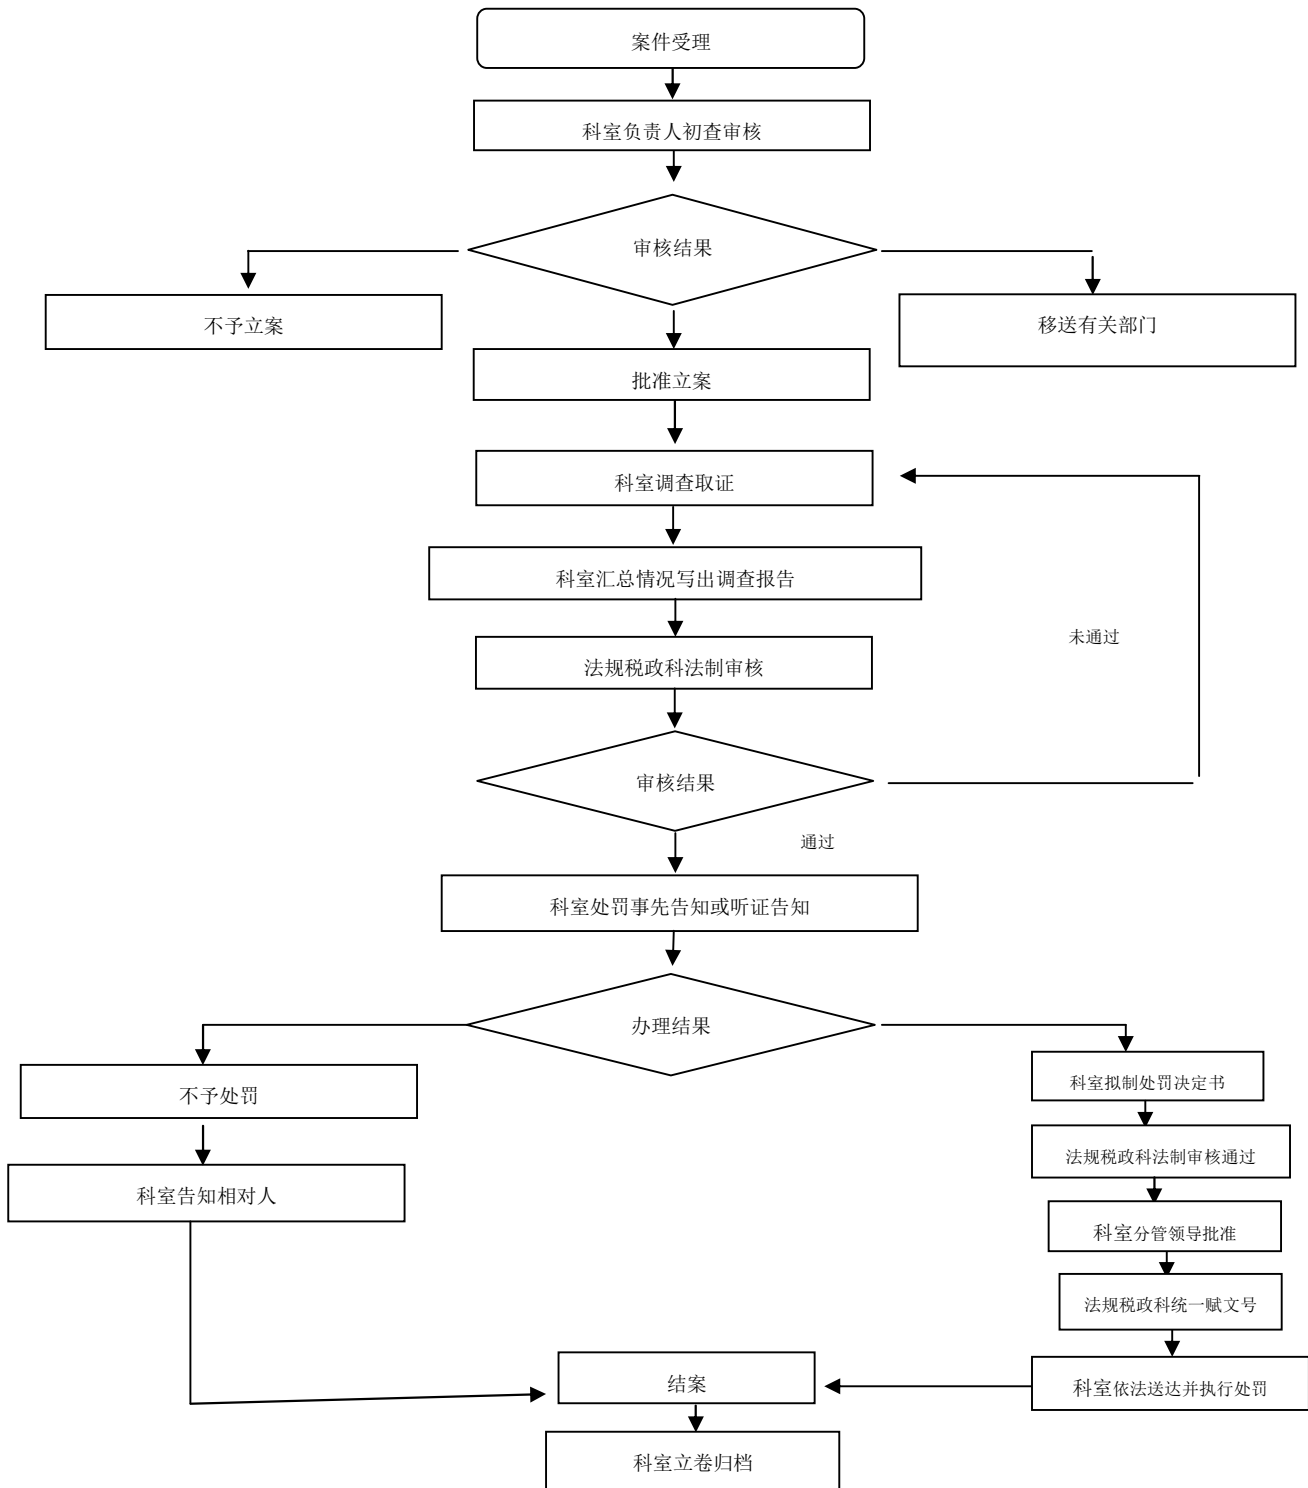 案件受理
科室负责人初查审核
审核结果
不予立案
移送有关部门
批准立案
科室调查取证
科室汇总情况写出调查报告
未通过
法规税政科法制审核
审核结果
通过
科室处罚事先告知或听证告知
办理结果
不予处罚
科室告知相对人
科室拟制处罚决定书
法规税政科法制审核通过
科室分管领导批准
法规税政科统一赋文号
科室依法送达并执行处罚
结案
科室立卷归档